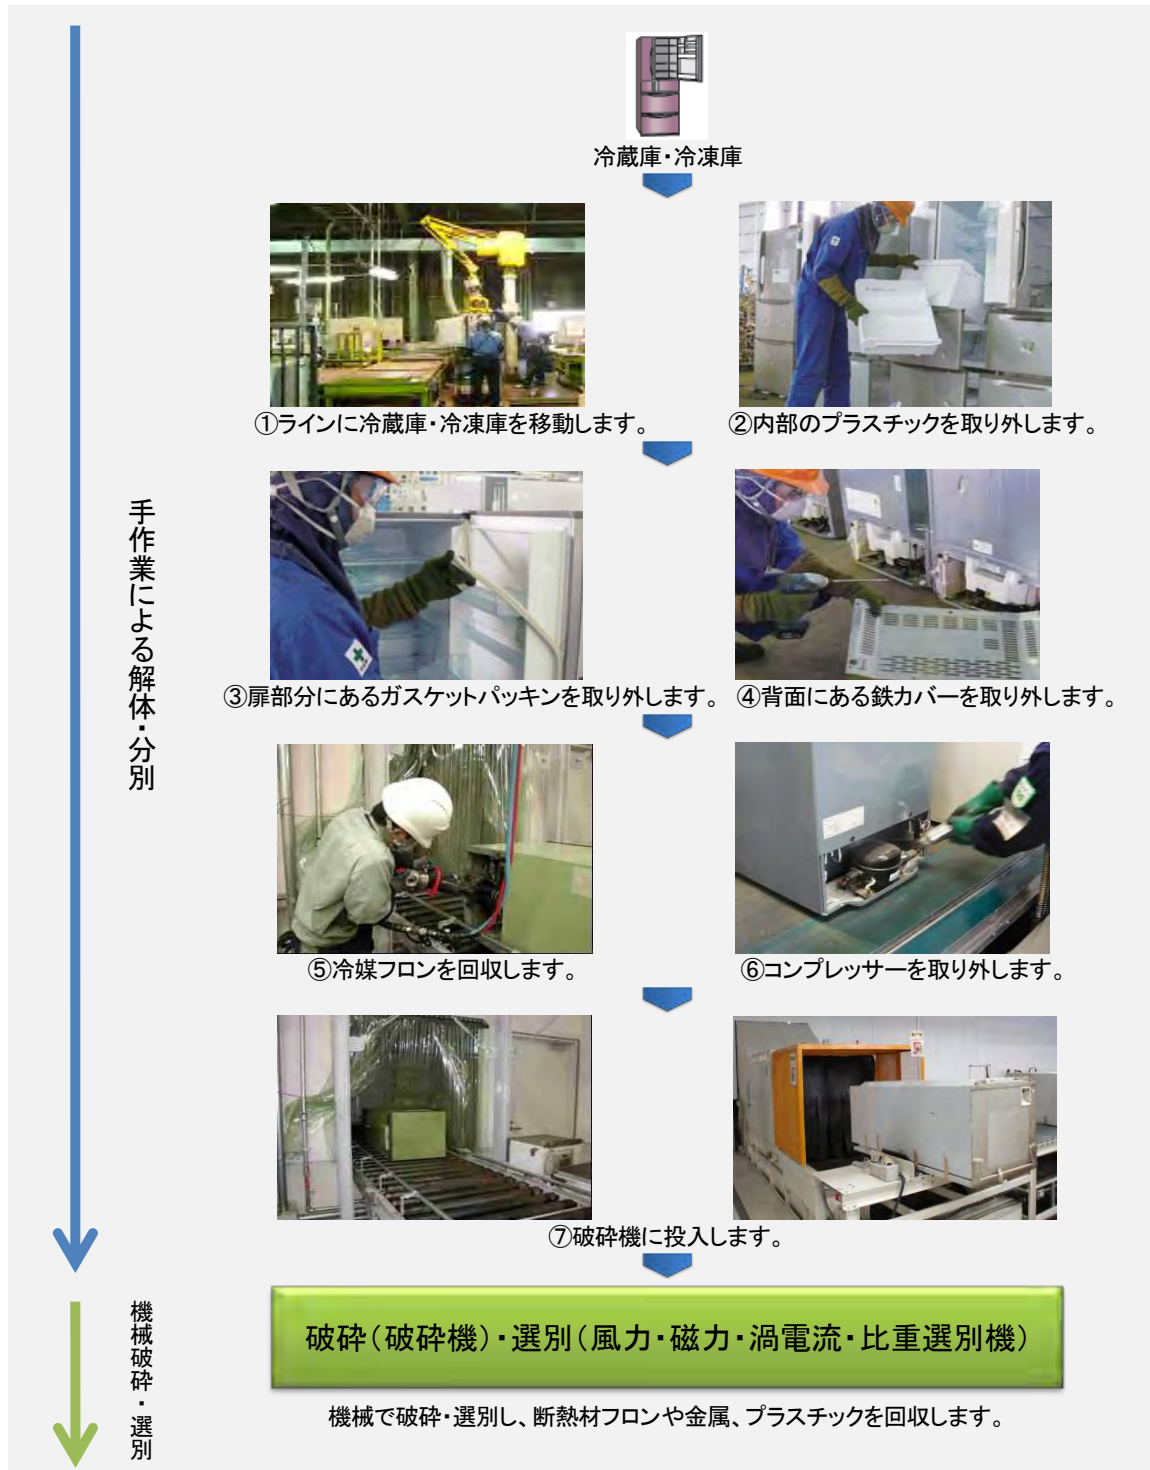 冷蔵庫・冷凍庫
①ラインに冷蔵庫・冷凍庫を移動します。
②内部のプラスチックを取り外します。
③扉部分にあるガスケットパッキンを取り外します。
④背面にある鉄カバーを取り外します。
手作業による解体・分別
⑤冷媒フロンを回収します。
⑥コンプレッサーを取り外します。
⑦破砕機に投入します。
機械破砕・選別
破砕(破砕機)・選別(風力・磁力・渦電流・比重選別機)
機械で破砕・選別し、断熱材フロンや金属、プラスチックを回収します。